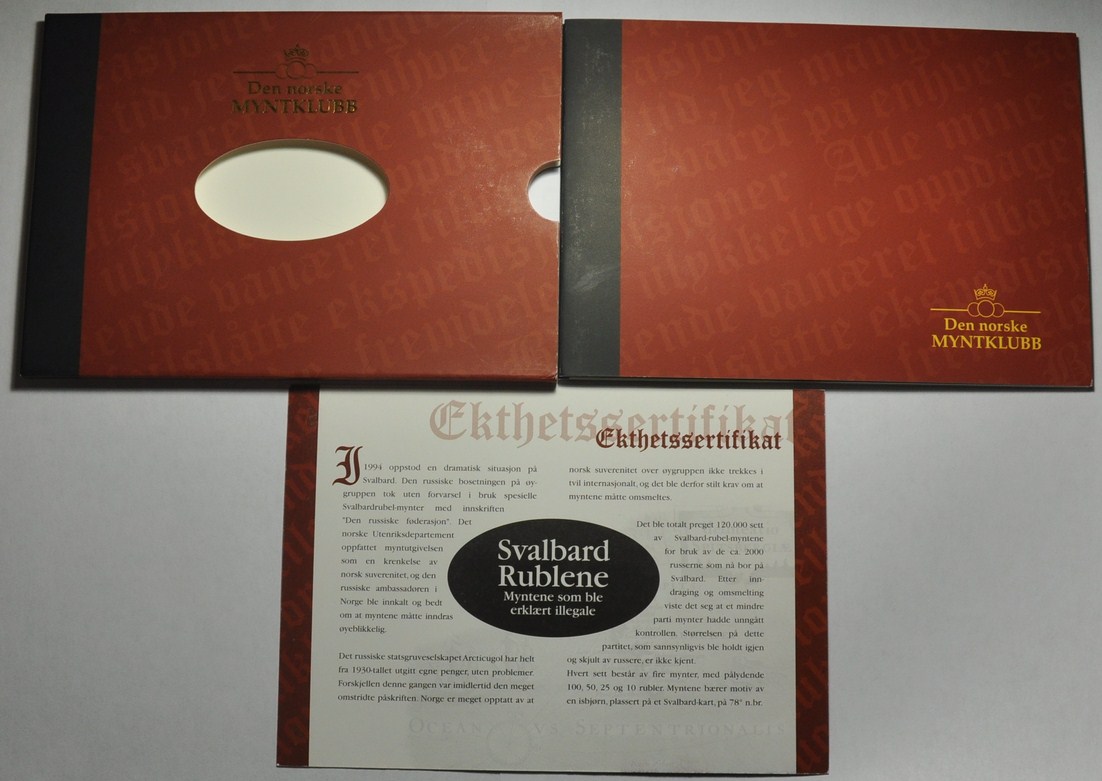 Den norske
MYNTKLUBB
Den norske
MYNTKLUBB
Ekthetssertifikat
Ekthetssertifikat
I 1994 oppstod en dramatisk situasjon på
Svalbard. Den russiske bosetningen på øy-
gruppen tok uten forvarsel i bruk spesielle
Svalbardrubel-mynter med innskriften
"Den russiske føderasjon". Det
norske Utenriksdepartement
oppfattet myntutgivelsen
som en krenkelse av
norsk suverenitet, og den
russiske ambassadøren i
Norge ble innkalt og bedt
om at myntene måtte inndras
øyeblikkelig.
Det russiske statsgruveselskapet Arcticugol har helt
fra 1930-tallet utgitt egne penger, uten problemer.
Forskjellen denne gangen var imidlertid den meget
omstridte påskriften. Norge er meget opptatt av at
norsk suverenitet over øygruppen ikke trekkes i
tvil internasjonalt, og det ble derfor stilt krav om at
myntene måtte omsmeltes.
Det ble totalt preget 120.000 sett
av Svalbard-rubel-myntene
for bruk av de ca. 2000
russerne som nå bor på
Svalbard. Etter inn-
draging og omsmelting
viste det seg at et mindre
parti mynter hadde unngått
kontrollen. Størrelsen på dette
partitet, som sannsynligvis ble holdt igjen
og skjult av russere, er ikke kjent.
Hvert sett består av fire mynter, med pålydende
100, 50, 25 og 10 rubler. Myntene bærer motiv av
en isbjørn, plassert på et Svalbard-kart, på 78° n.br.
Svalbard
Rublene
Myntene som ble
erklært illegale